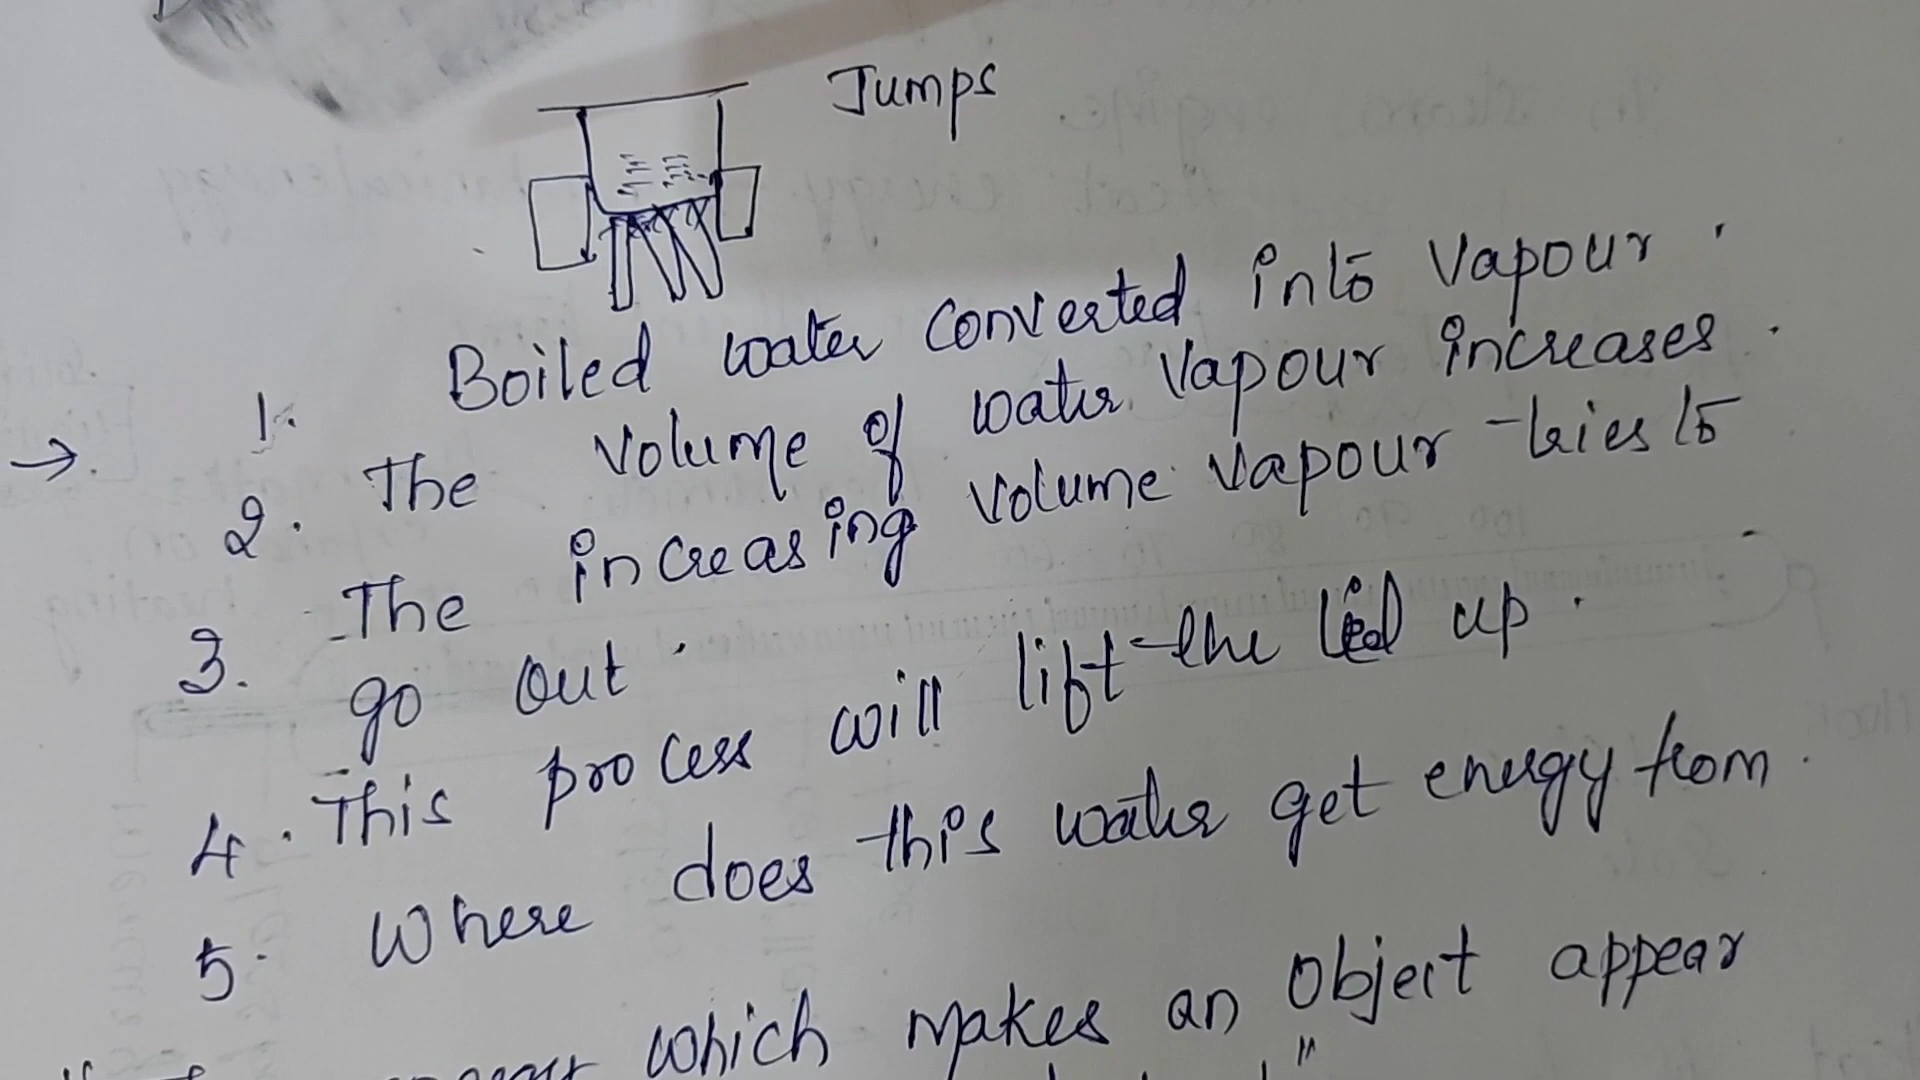 Jumps
1. Boiled water converted into Vapour.
→ 2. The volume of water Vapour increases.
3. The increasing volume vapour tries to
go out.
4. This process will lift the lid up.
5. Where does this water get energy from.
which makes an Object appear
"